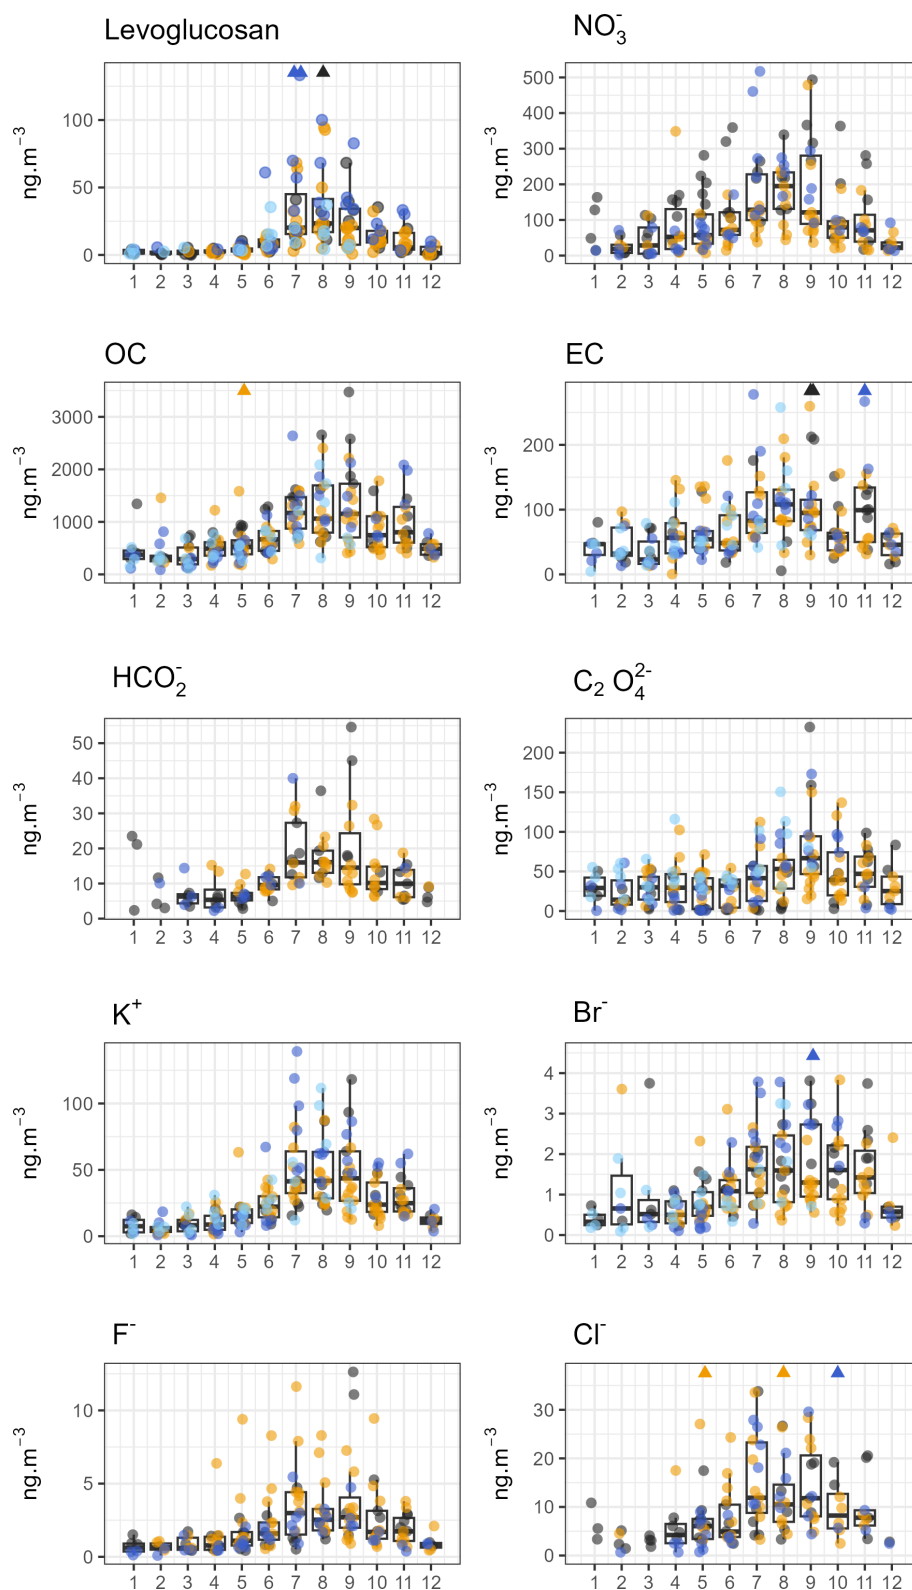 Levoglucosan
NO₃⁻
ng.m⁻³
100
50
0
1 2 3 4 5 6 7 8 9 10 11 12
ng.m⁻³
500
400
300
200
100
0
1 2 3 4 5 6 7 8 9 10 11 12
OC
EC
ng.m⁻³
3000
2000
1000
0
1 2 3 4 5 6 7 8 9 10 11 12
ng.m⁻³
200
100
0
1 2 3 4 5 6 7 8 9 10 11 12
HCO₂⁻
C₂ O₄²⁻
ng.m⁻³
50
40
30
20
10
0
1 2 3 4 5 6 7 8 9 10 11 12
ng.m⁻³
200
150
100
50
0
1 2 3 4 5 6 7 8 9 10 11 12
K⁺
Br⁻
ng.m⁻³
100
50
0
1 2 3 4 5 6 7 8 9 10 11 12
ng.m⁻³
4
3
2
1
0
1 2 3 4 5 6 7 8 9 10 11 12
F⁻
Cl⁻
ng.m⁻³
10
5
0
1 2 3 4 5 6 7 8 9 10 11 12
ng.m⁻³
30
20
10
0
1 2 3 4 5 6 7 8 9 10 11 12